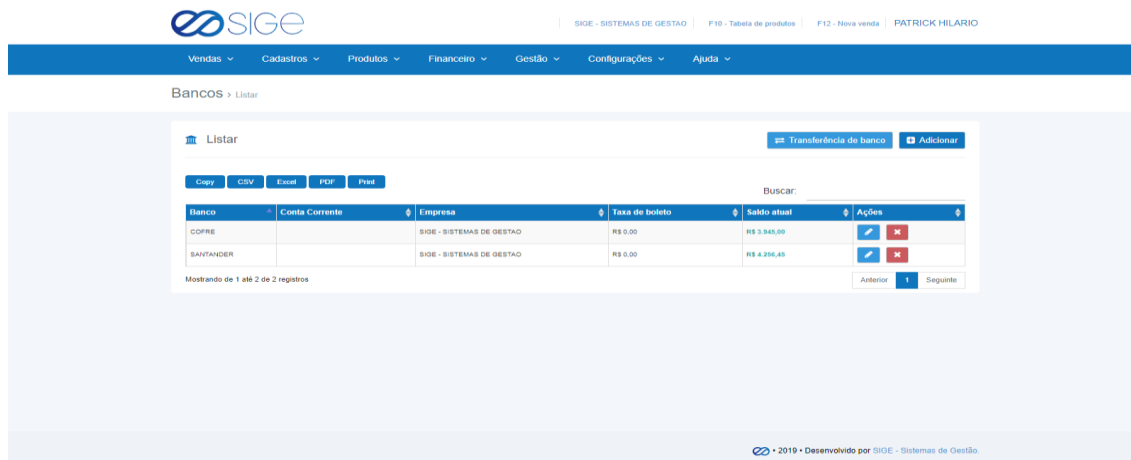 SIGE
SIGE - SISTEMAS DE GESTAO F10 - Tabela de produtos F12 - Nova venda PATRICK HILARIO
Vendas Cadastros Produtos Financeiro Gestão Configurações Ajuda
Bancos > Listar
Listar
Transferência de banco Adicionar
Copy CSV Excel PDF Print
Buscar:
Banco Conta Corrente Empresa Taxa de boleto Saldo atual Ações
COFRE SIGE - SISTEMAS DE GESTAO R$ 0,00 R$ 3.949,00
SANTANDER SIGE - SISTEMAS DE GESTAO R$ 0,00
Mostrando de 1 até 2 de 2 registros
Anterior 1 Seguinte
• 2019 • Desenvolvido por SIGE - Sistemas de Gestão.